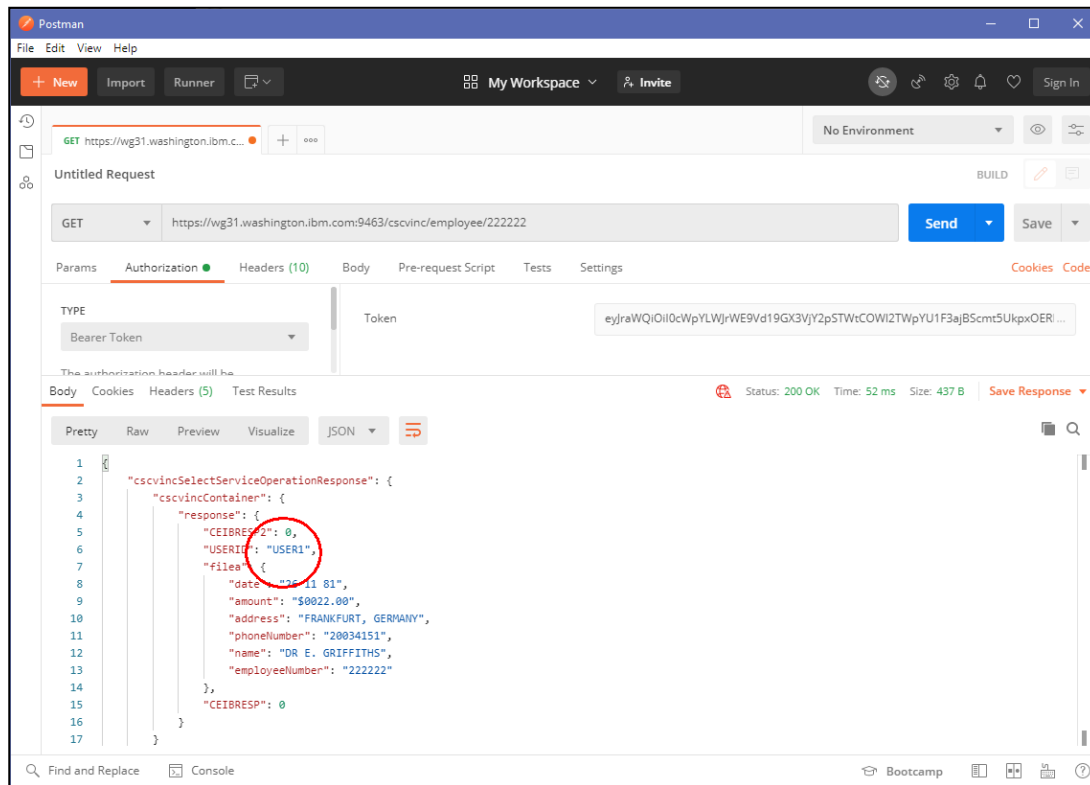 Postman
File Edit View Help
+ New Import Runner My Workspace Invite Sign In
GET https://wg31.washington.ibm.c... + ooo No Environment
Untitled Request BUILD
GET https://wg31.washington.ibm.com:9463/cscvinc/employee/222222 Send Save
Params Authorization Headers (10) Body Pre-request Script Tests Settings Cookies Code
TYPE
Bearer Token
Token
The authorization header will be
Body Cookies Headers (5) Test Results Status: 200 OK Time: 52 ms Size: 437 B Save Response
Pretty Raw Preview Visualize JSON
1 {
2 "cscvincSelectServiceOperationResponse": {
3 "cscvincContainer": {
4 "response": {
5 "CEIBRESP2": 0,
6 "USERID": "USER1",
7 "filea": {
8 "date": "26 11 81",
9 "amount": "$0022.00",
10 "address": "FRANKFURT, GERMANY",
11 "phoneNumber": "20034151",
12 "name": "DR E. GRIFFITHS",
13 "employeeNumber": "222222"
14 },
15 "CEIBRESP": 0
16 }
17 }
Find and Replace Console Bootcamp